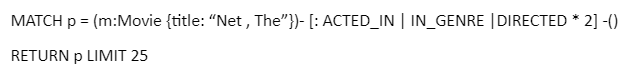 MATCH p = (m:Movie {title: “Net , The”})- [: ACTED_IN | IN_GENRE |DIRECTED * 2] -()
RETURN p LIMIT 25